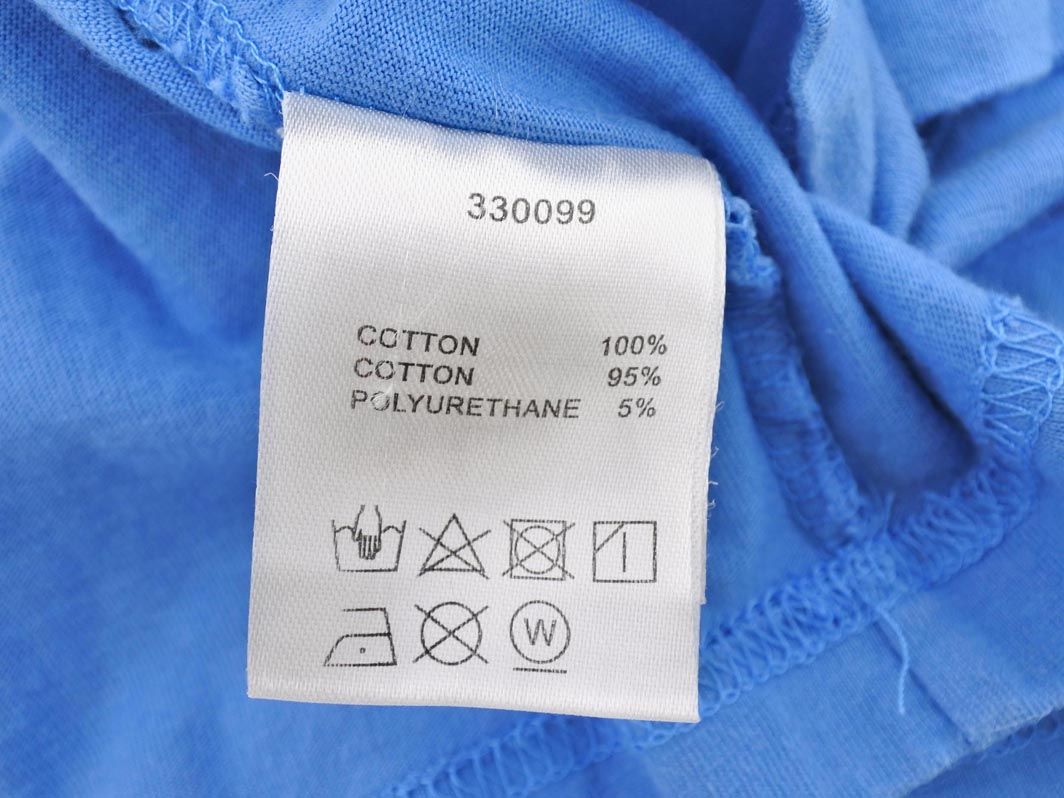 330099
COTTON 100%
COTTON 95%
POLYURETHANE 5%
W